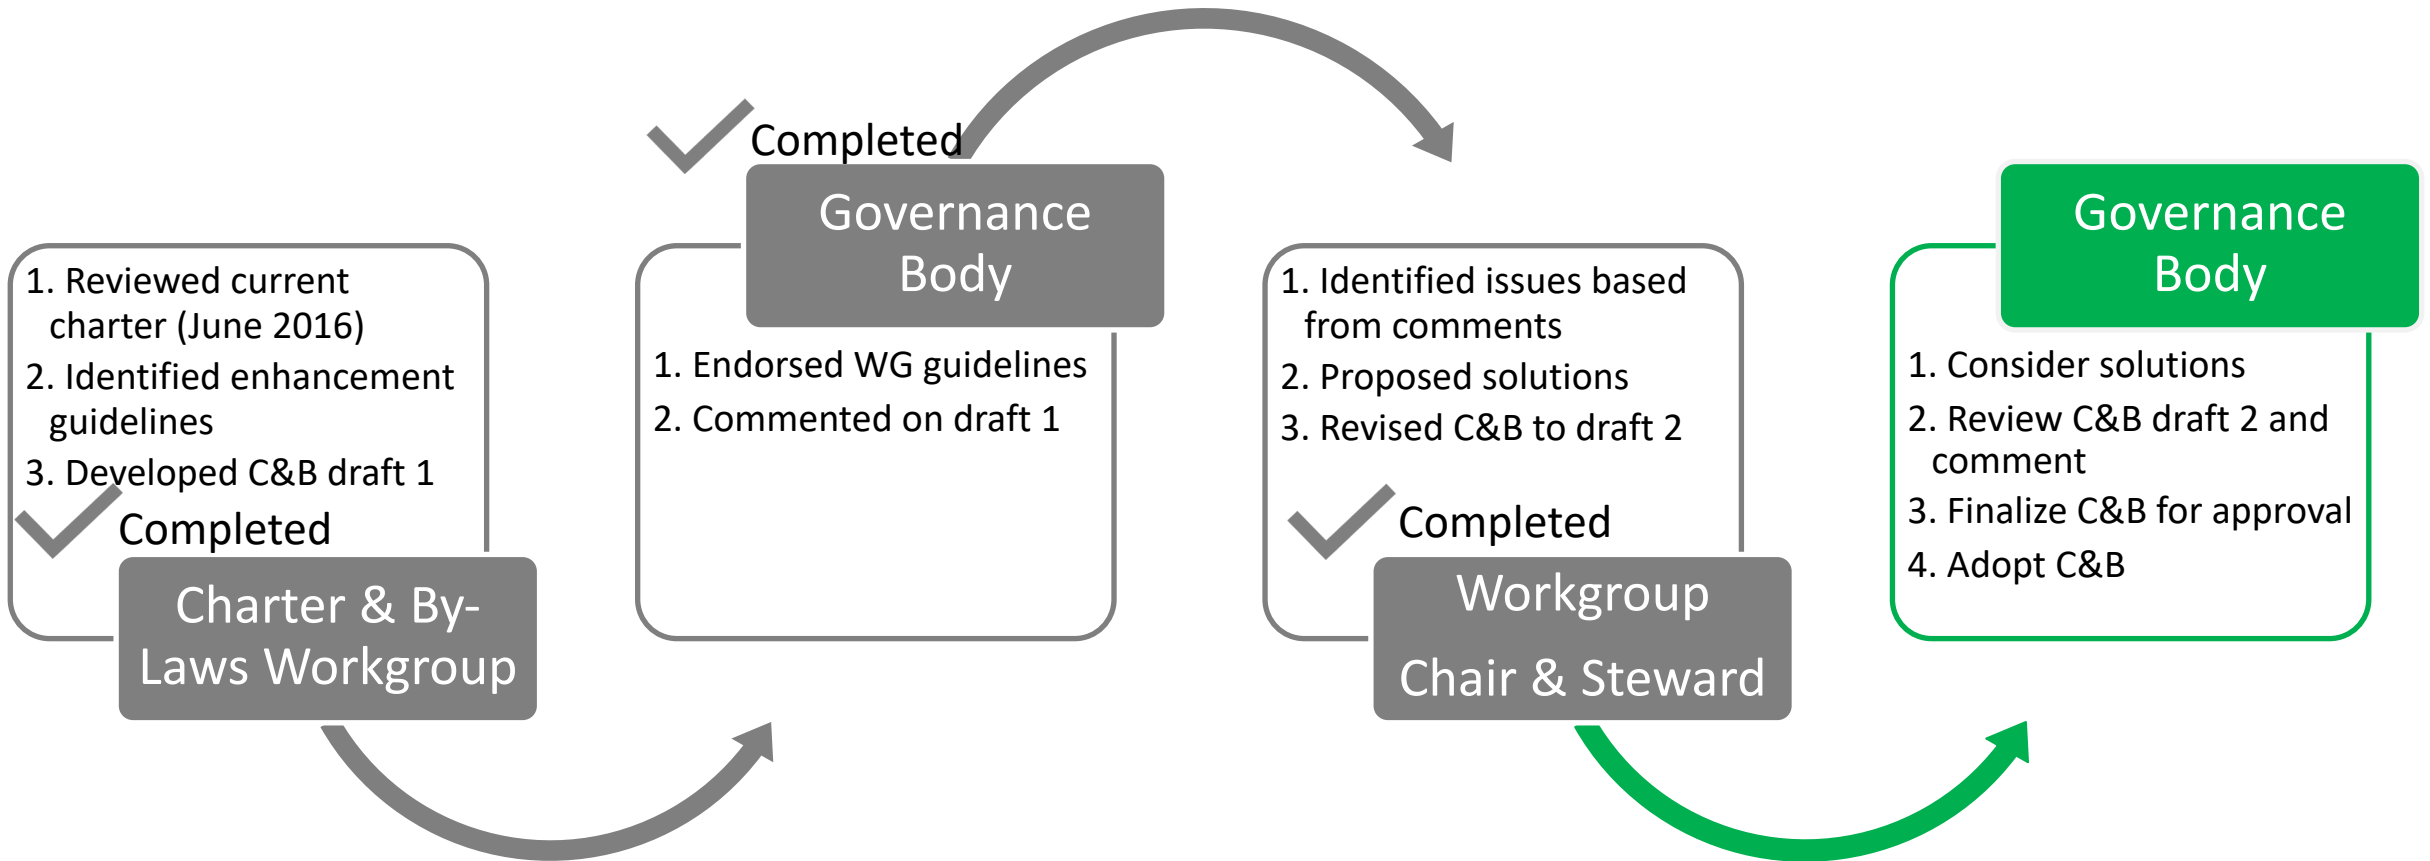 1. Reviewed current
charter (June 2016)
2. Identified enhancement
guidelines
3. Developed C&B draft 1
Completed
Charter & By-
Laws Workgroup
Completed
Governance
Body
1. Endorsed WG guidelines
2. Commented on draft 1
1. Identified issues based
from comments
2. Proposed solutions
3. Revised C&B to draft 2
Completed
Workgroup
Chair & Steward
Governance
Body
1. Consider solutions
2. Review C&B draft 2 and
comment
3. Finalize C&B for approval
4. Adopt C&B